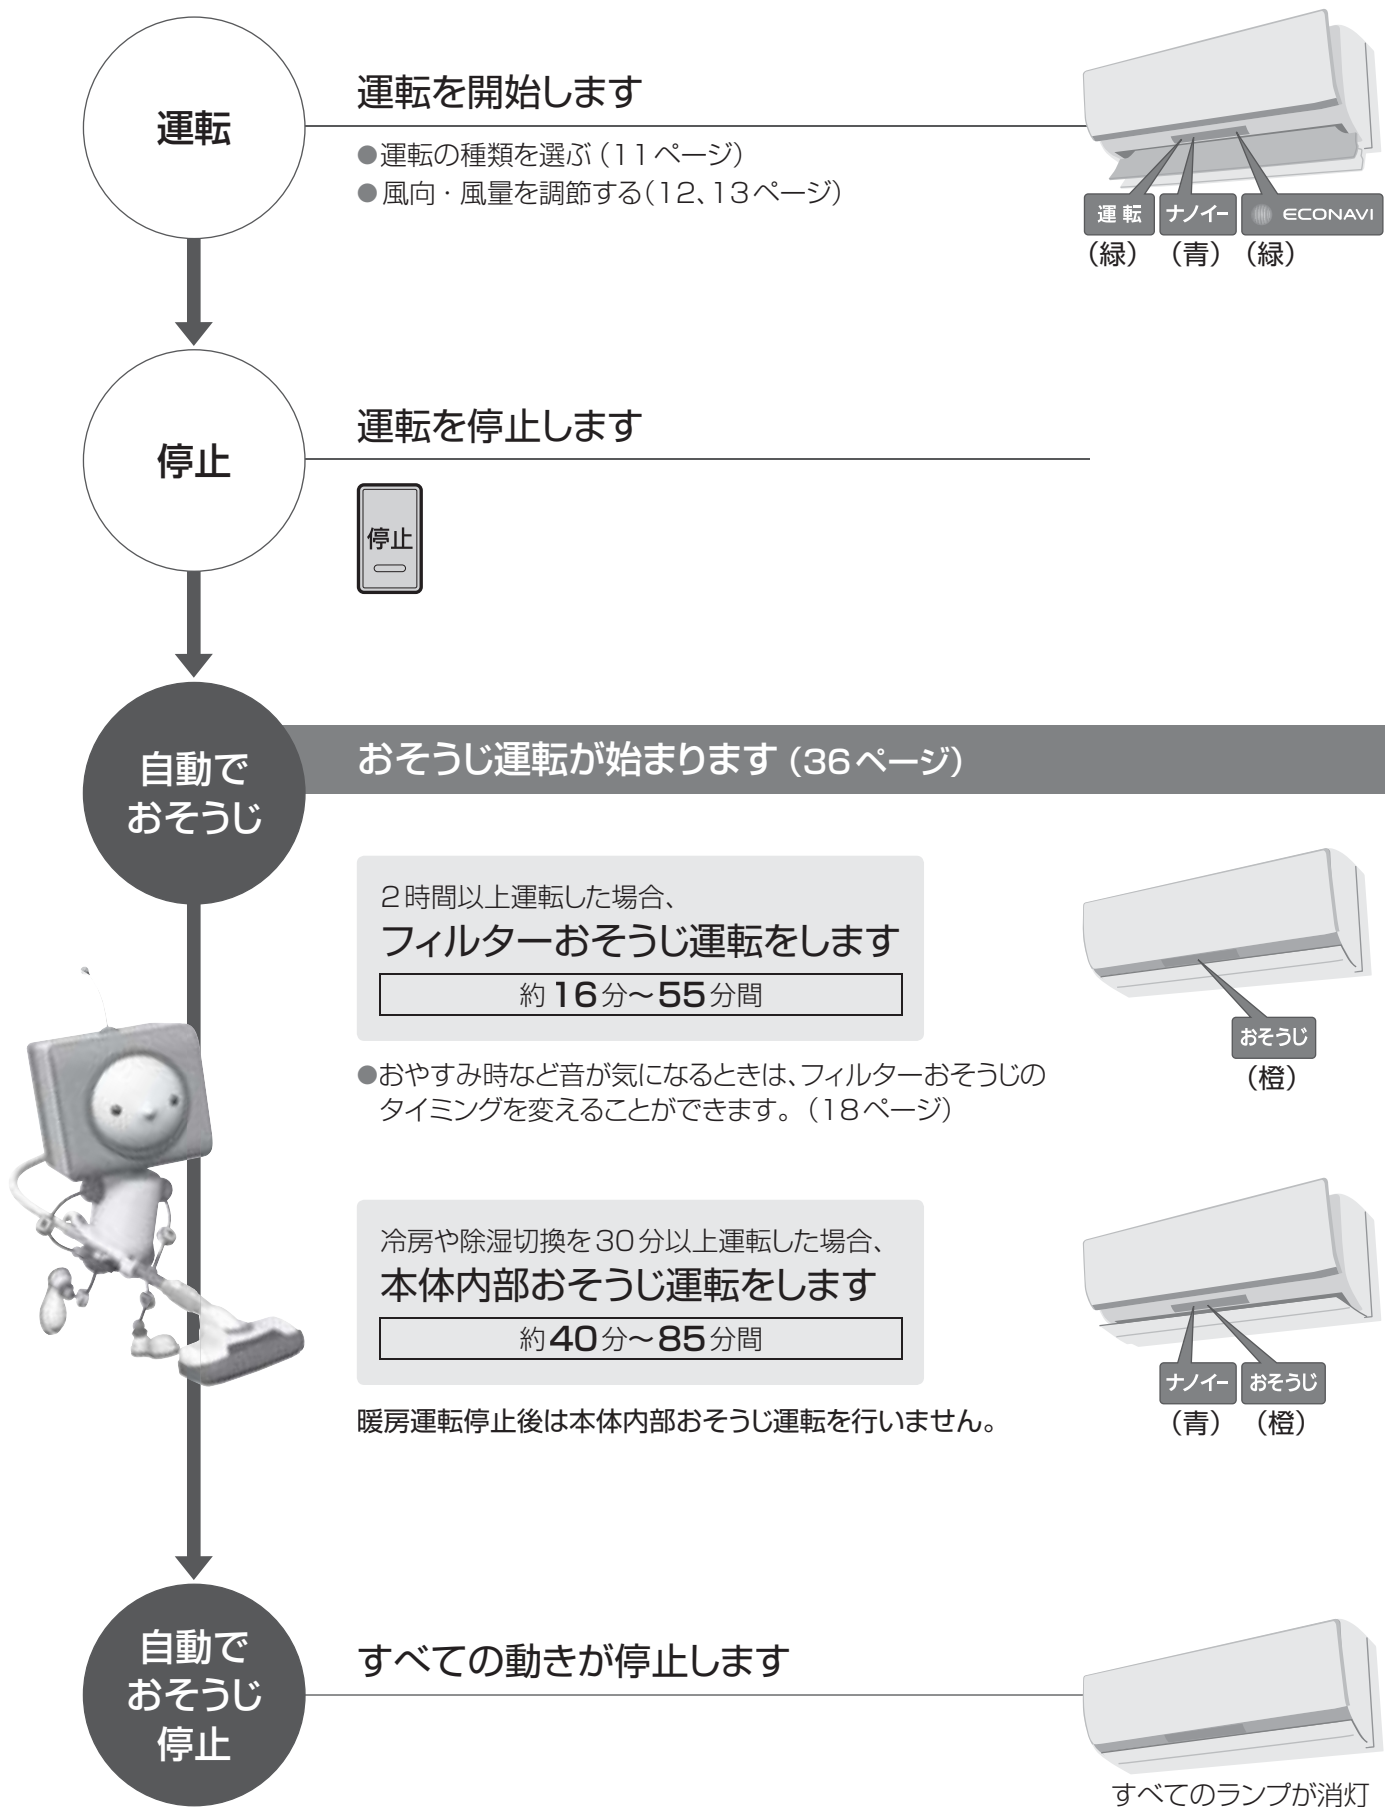 運転
運転を開始します
●運転の種類を選ぶ（11ページ）
●風向・風量を調節する（12、13ページ）
運転 ナノイー ECONAVI
（緑） （青） （緑）
停止
運転を停止します
停止
自動で
おそうじ
おそうじ運転が始まります（36ページ）
2時間以上運転した場合、
フィルターおそうじ運転をします
約16分～55分間
おそうじ
（橙）
●おやすみ時など音が気になるときは、フィルターおそうじの
タイミングを変えることができます。（18ページ）
冷房や除湿切換を30分以上運転した場合、
本体内部おそうじ運転をします
約40分～85分間
ナノイー おそうじ
（青） （橙）
暖房運転停止後は本体内部おそうじ運転を行いません。
自動で
おそうじ
停止
すべての動きが停止します
すべてのランプが消灯